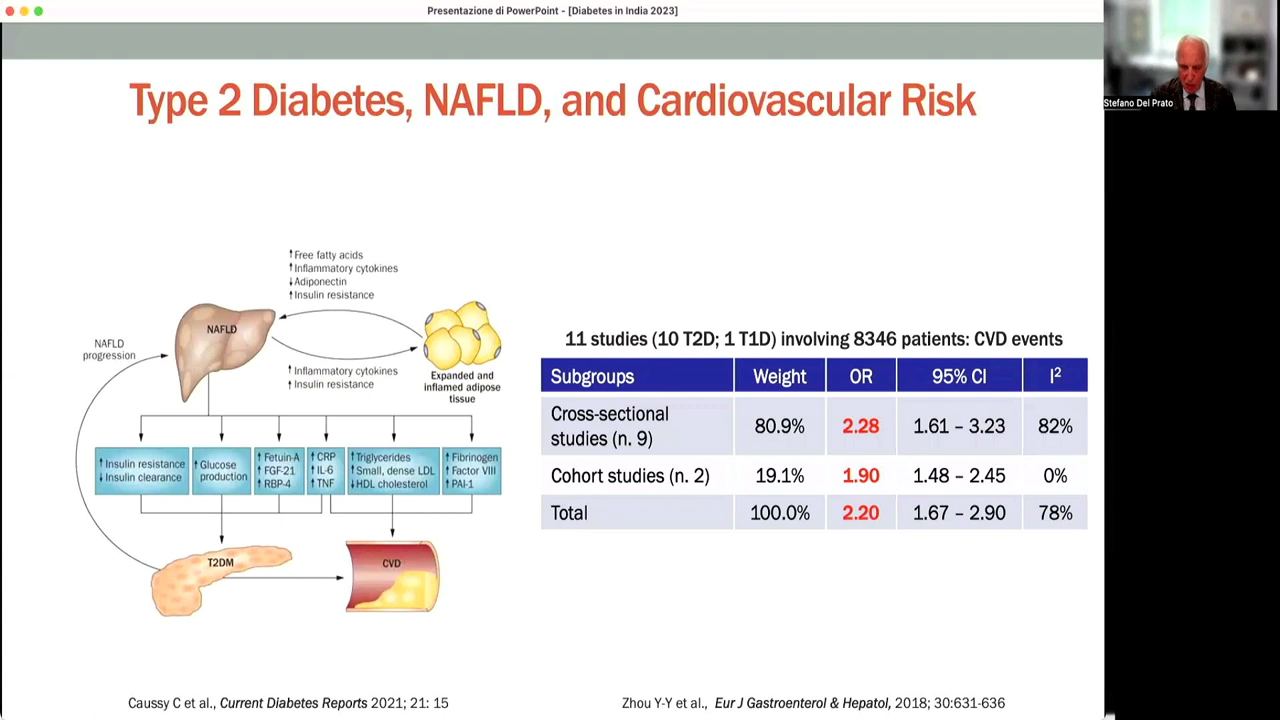 Presentazione di PowerPoint - [Diabetes in India 2023]
Stefano Del Prato
Type 2 Diabetes, NAFLD, and Cardiovascular Risk
↑Free fatty acids
↑Inflammatory cytokines
↓Adiponectin
↑Insulin resistance
NAFLD
NAFLD
progression
↑Inflammatory cytokines
↑Insulin resistance
Expanded and
inflamed adipose
tissue
↑Insulin resistance
↓Insulin clearance
↑Glucose
production
↑Fetuin-A
↑FGF-21
↑RBP-4
↑CRP
↑IL-6
↑TNF
↑Triglycerides
↑Small, dense LDL
↓HDL cholesterol
↑Fibrinogen
↑Factor VIII
↑PAI-1
T2DM
CVD
11 studies (10 T2D; 1 T1D) involving 8346 patients: CVD events
Subgroups Weight OR 95% CI I²
Cross-sectional
studies (n. 9) 80.9% 2.28 1.61 – 3.23 82%
Cohort studies (n. 2) 19.1% 1.90 1.48 – 2.45 0%
Total 100.0% 2.20 1.67 – 2.90 78%
Caussy C et al., Current Diabetes Reports 2021; 21: 15
Zhou Y-Y et al., Eur J Gastroenterol & Hepatol, 2018; 30:631-636